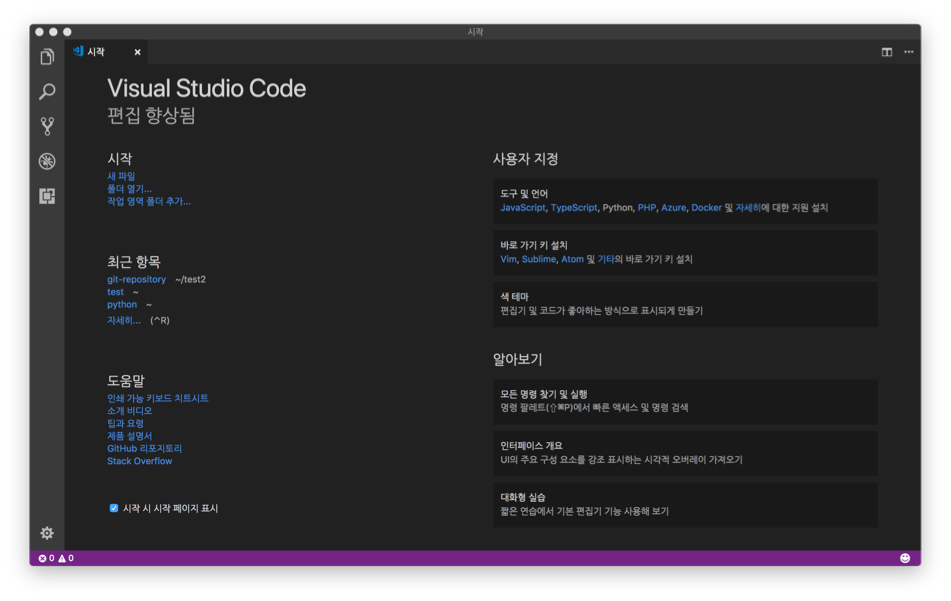 시작
시작
Visual Studio Code
편집 향상됨
시작
새 파일
폴더 열기...
작업 영역 폴더 추가...
최근 항목
git-repository ~/test2
test ~
python ~
자세히... (^R)
도움말
인쇄 가능 키보드 치트시트
소개 비디오
팁과 요령
제품 설명서
GitHub 리포지토리
Stack Overflow
시작 시 시작 페이지 표시
사용자 지정
도구 및 언어
JavaScript, TypeScript, Python, PHP, Azure, Docker 및 자세히에 대한 지원 설치
바로 가기 키 설치
Vim, Sublime, Atom 및 기타의 바로 가기 키 설치
색 테마
편집기 및 코드가 좋아하는 방식으로 표시되게 만들기
알아보기
모든 명령 찾기 및 실행
명령 팔레트(⇧⌘P)에서 빠른 액세스 및 명령 검색
인터페이스 개요
UI의 주요 구성 요소를 강조 표시하는 시각적 오버레이 가져오기
대화형 실습
짧은 연습에서 기본 편집기 기능 사용해 보기
0 0